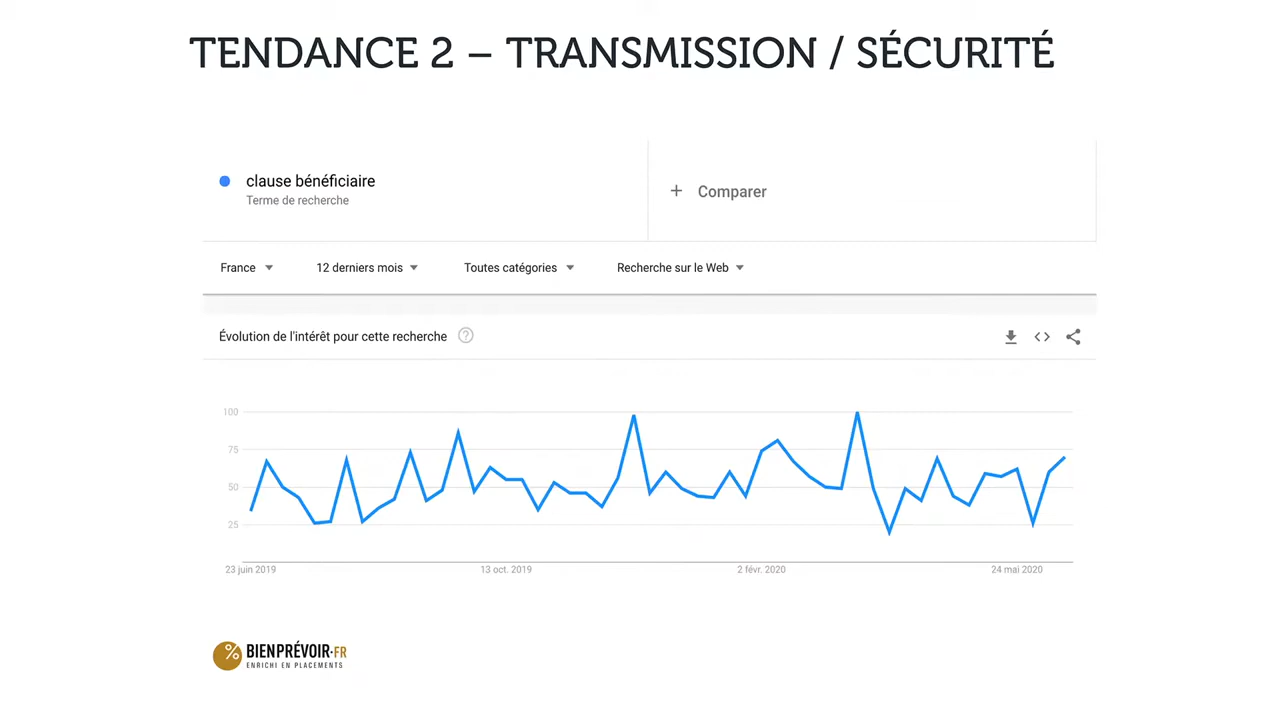 TENDANCE 2 – TRANSMISSION / SÉCURITÉ
clause bénéficiaire
Terme de recherche
+ Comparer
France
12 derniers mois
Toutes catégories
Recherche sur le Web
Évolution de l'intérêt pour cette recherche ?
100
75
50
25
23 juin 2019
13 oct. 2019
2 févr. 2020
24 mai 2020
% BIENPRÉVOIR·FR
ENRICHI EN PLACEMENTS